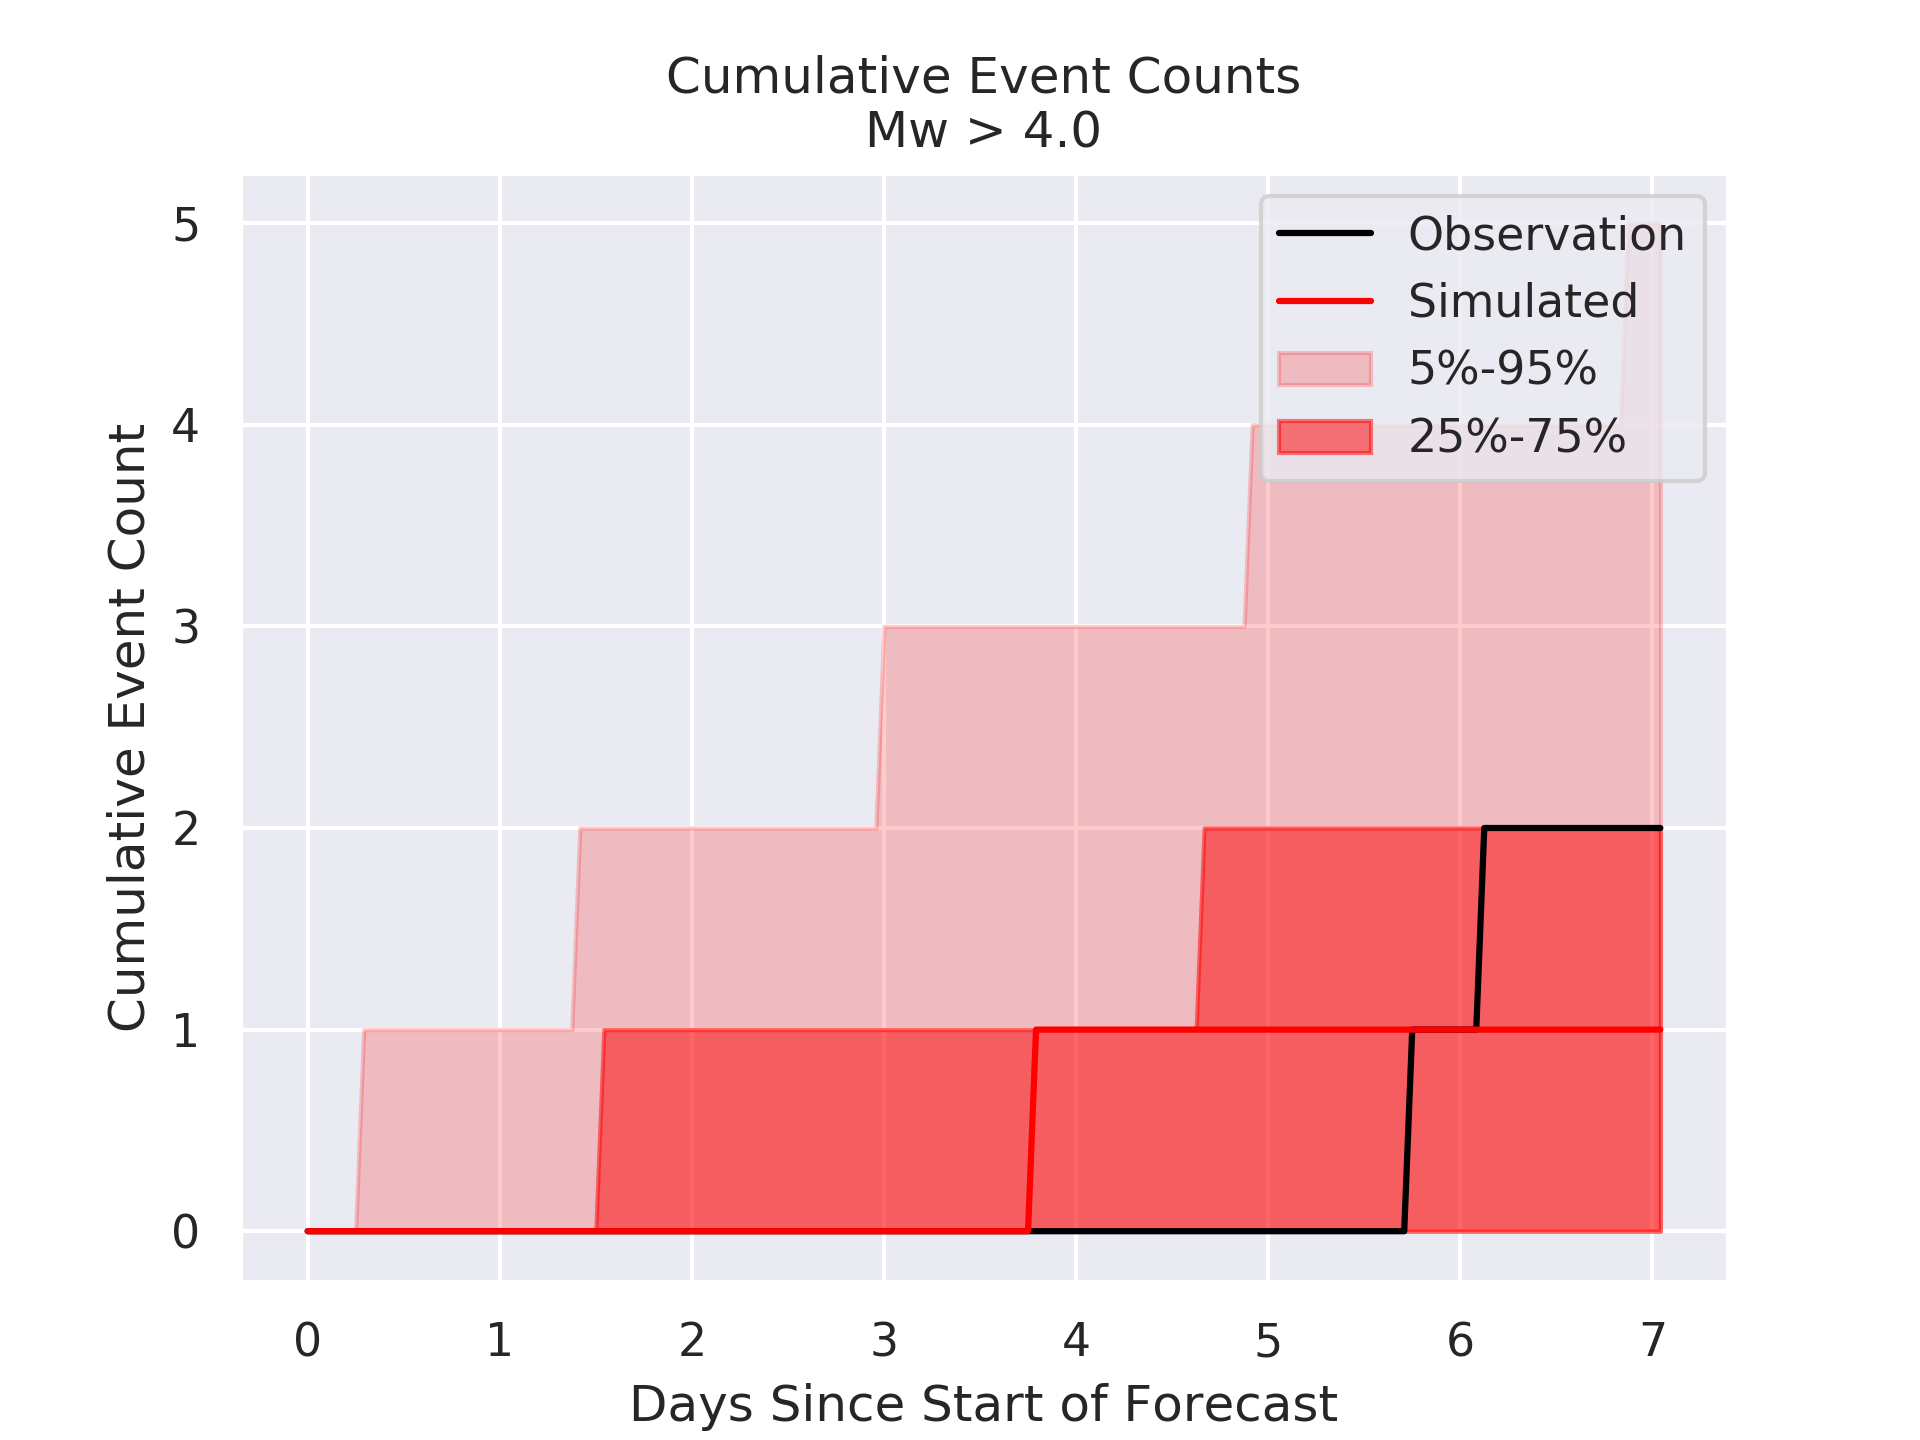 Cumulative Event Counts
Mw > 4.0
Cumulative Event Count
5
4
3
2
1
0
Observation
Simulated
5%-95%
25%-75%
0 1 2 3 4 5 6 7
Days Since Start of Forecast